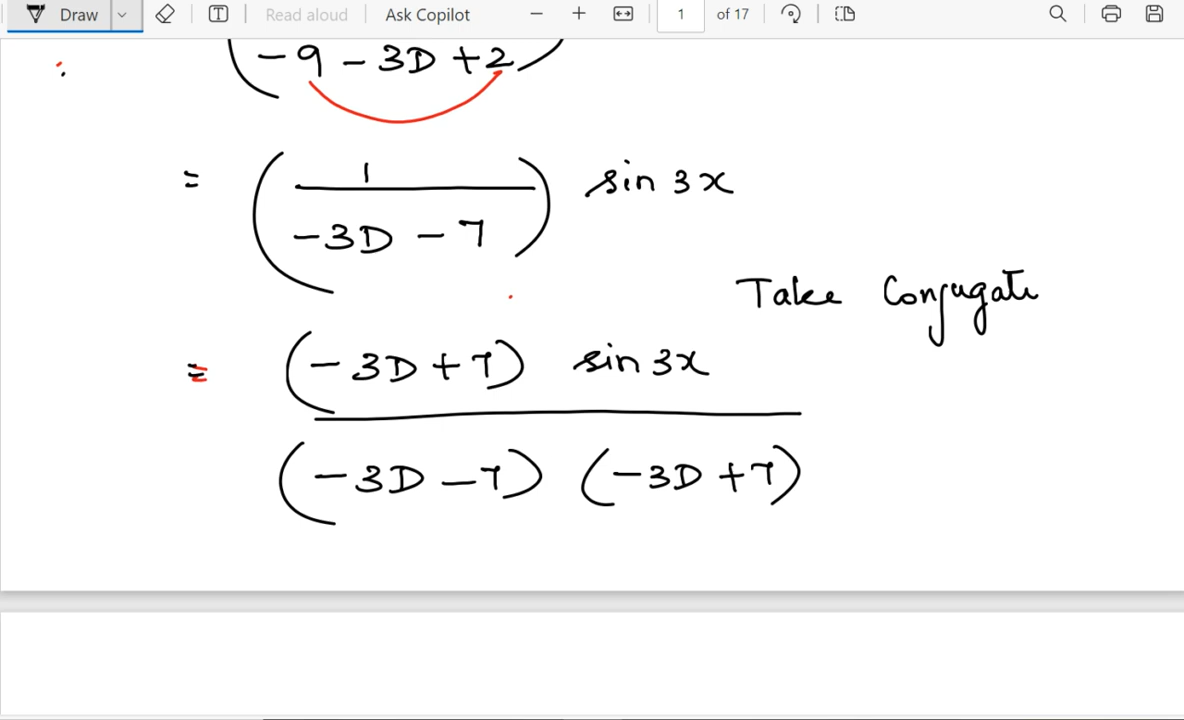 Draw Read aloud Ask Copilot 1 of 17
∴ (-9 - 3D + 2)
= (1 / (-3D - 7)) sin 3x
Take Conjugate
= (-3D + 7) sin 3x
(-3D - 7) (-3D + 7)